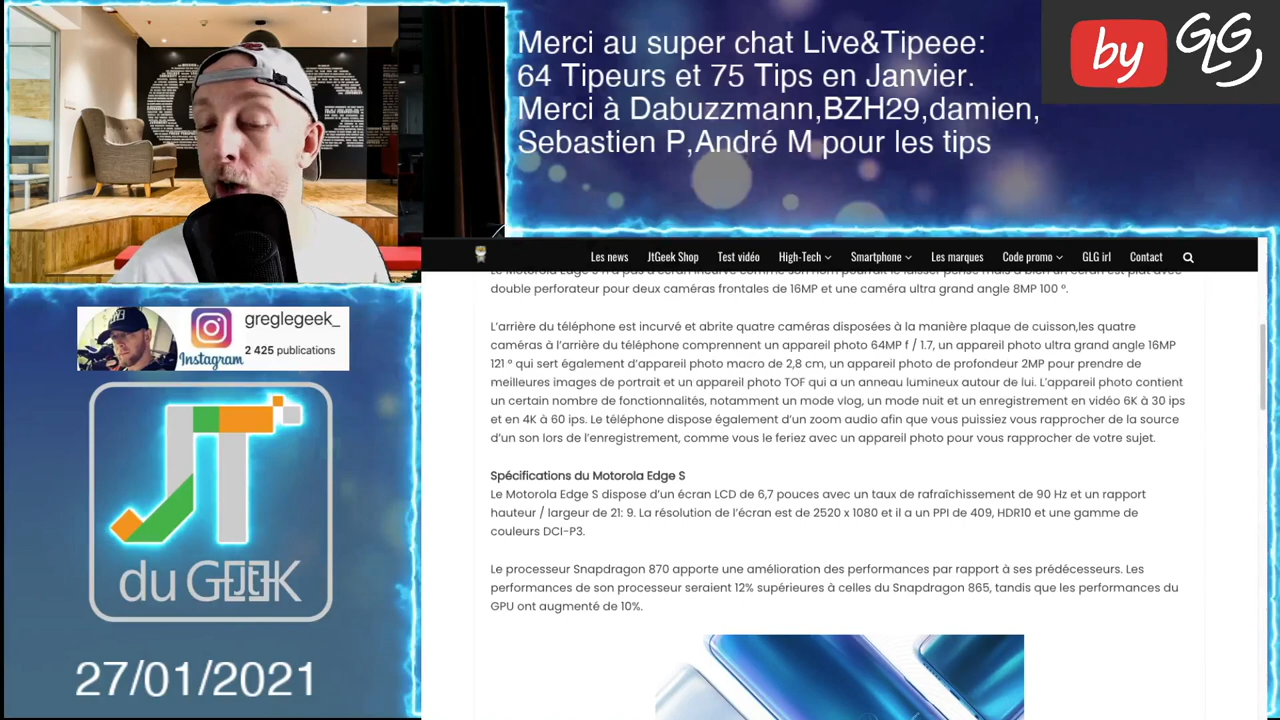 Merci au super chat Live&Tipeee:
64 Tipeurs et 75 Tips en Janvier.
Merci à Dabuzzmann,BZH29,damien,
Sebastien P,Andre M pour les tips
by GLG
Les news JtGeek Shop Test vidéo High-Tech Smartphone Les marques Code promo GLG irl Contact
double perforateur pour deux caméras frontales de 16MP et une caméra ultra grand angle 8MP 100 °.
L'arrière du téléphone est incurvé et abrite quatre caméras disposées à la manière plaque de cuisson,les quatre
caméras à l'arrière du téléphone comprennent un appareil photo 64MP f / 1.7, un appareil photo ultra grand angle 16MP
121 ° qui sert également d'appareil photo macro de 2,8 cm, un appareil photo de profondeur 2MP pour prendre de
meilleures images de portrait et un appareil photo TOF qui a un anneau lumineux autour de lui. L'appareil photo contient
un certain nombre de fonctionnalités, notamment un mode vlog, un mode nuit et un enregistrement en vidéo 6K à 30 ips
et en 4K à 60 ips. Le téléphone dispose également d'un zoom audio afin que vous puissiez vous rapprocher de la source
d'un son lors de l'enregistrement, comme vous le feriez avec un appareil photo pour vous rapprocher de votre sujet.
Spécifications du Motorola Edge S
Le Motorola Edge S dispose d'un écran LCD de 6,7 pouces avec un taux de rafraîchissement de 90 Hz et un rapport
hauteur / largeur de 21: 9. La résolution de l'écran est de 2520 x 1080 et il a un PPI de 409, HDR10 et une gamme de
couleurs DCI-P3.
Le processeur Snapdragon 870 apporte une amélioration des performances par rapport à ses prédécesseurs. Les
performances de son processeur seraient 12% supérieures à celles du Snapdragon 865, tandis que les performances du
GPU ont augmenté de 10%.
greglegeek_
2 425 publications
Instagram
JT
du GEEK
27/01/2021